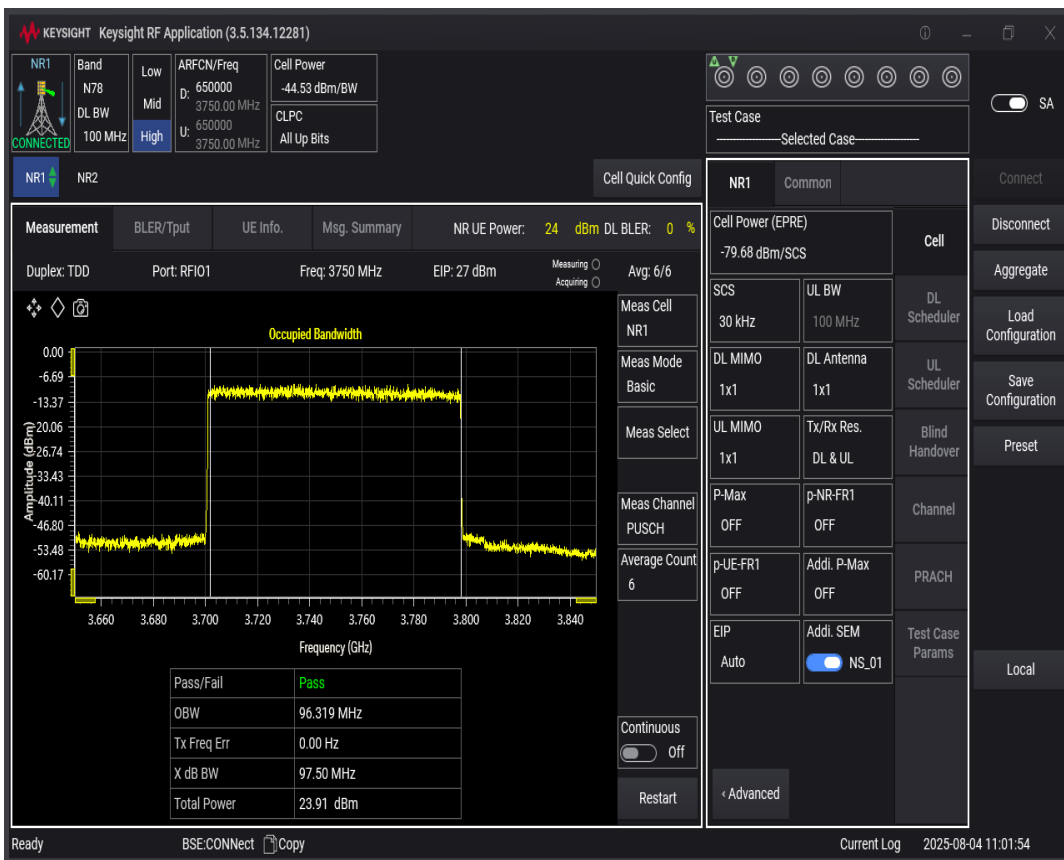 KEYSIGHT Keysight RF Application (3.5.134.12281)
NR1
CONNECTED
Band
N78
DL BW
100 MHz
Low
Mid
High
ARFCN/Freq
D: 650000
3750.00 MHz
U: 650000
3750.00 MHz
Cell Power
-44.53 dBm/BW
CLPC
All Up Bits
Test Case
---Selected Case---
SA
NR1 NR2
Cell Quick Config
Measurement BLER/Tput UE Info. Msg. Summary NR UE Power: 24 dBm DL BLER: 0 %
Duplex: TDD Port: RFIO1 Freq: 3750 MHz EIP: 27 dBm Measuring Acquiring Avg: 6/6
Occupied Bandwidth
Amplitude (dBm)
0.00
-6.69
-13.37
-20.06
-26.74
-33.43
-40.11
-46.80
-53.48
-60.17
3.660 3.680 3.700 3.720 3.740 3.760 3.780 3.800 3.820 3.840
Frequency (GHz)
Pass/Fail Pass
OBW 96.319 MHz
Tx Freq Err 0.00 Hz
X dB BW 97.50 MHz
Total Power 23.91 dBm
Meas Cell
NR1
Meas Mode
Basic
Meas Select
Meas Channel
PUSCH
Average Count
6
Continuous
Off
Restart
NR1 Common
Cell Power (EPRE)
-79.68 dBm/SCS
SCS
30 kHz
UL BW
100 MHz
DL MIMO
1x1
DL Antenna
1x1
UL MIMO
1x1
Tx/Rx Res.
DL & UL
P-Max
OFF
p-NR-FR1
OFF
p-UE-FR1
OFF
Addi. P-Max
OFF
EIP
Auto
Addi. SEM
NS_01
‹ Advanced
Cell
DL
Scheduler
UL
Scheduler
Blind
Handover
Channel
PRACH
Test Case
Params
Connect
Disconnect
Aggregate
Load
Configuration
Save
Configuration
Preset
Local
Ready BSE:CONNect Copy Current Log 2025-08-04 11:01:54